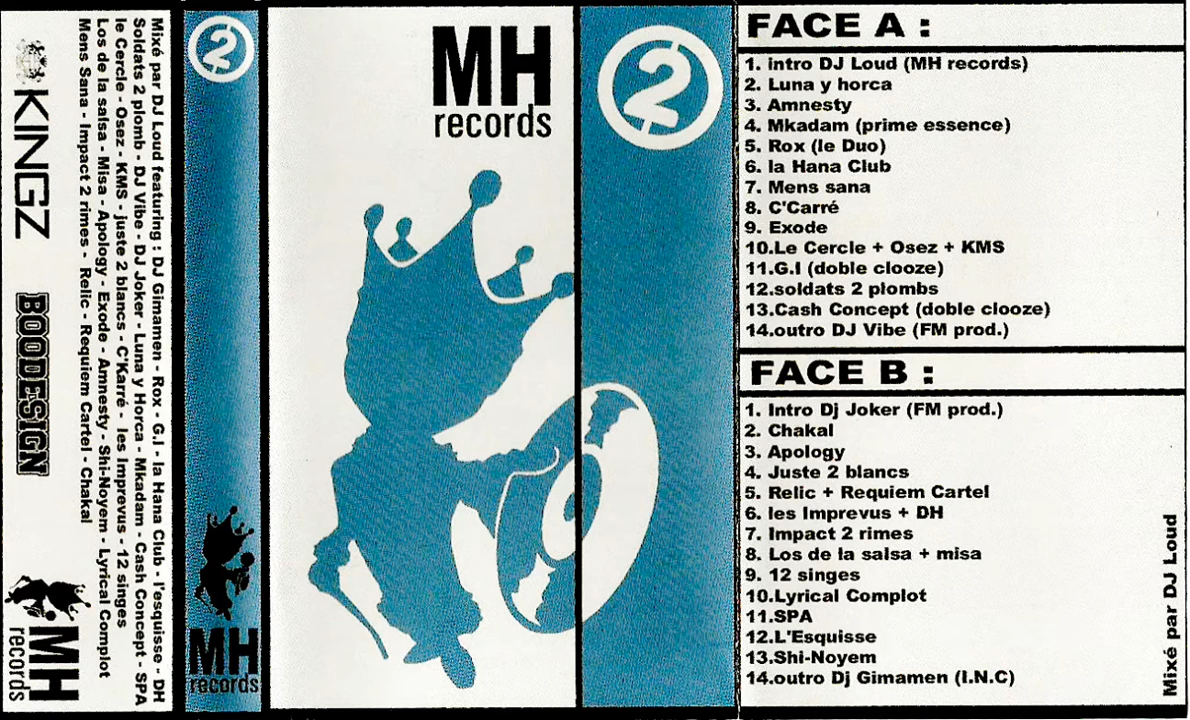 Mixé par DJ Loud featuring : DJ Gimamen - Rox - G.I - la Hana Club - l'esquisse - DH
Soldats 2 plomb - DJ Vibe - DJ Joker - Luna y Horca - Mkadam - Cash Concept - SPA
le Cercle - Osez - KMS - juste 2 blancs - C'Karré - les Imprevus - 12 singes
Los de la salsa - Misa - Apology - Exode - Amnesty - Shi-Noyem - Lyrical Complot
Mens Sana - Impact 2 rimes - Relic - Requiem Cartel - Chakal
KINGZ
BOODESIGN
MH
records
2
MH
records
MH
records
2
FACE A :
1. intro DJ Loud (MH records)
2. Luna y horca
3. Amnesty
4. Mkadam (prime essence)
5. Rox (le Duo)
6. la Hana Club
7. Mens sana
8. C'Carré
9. Exode
10.Le Cercle + Osez + KMS
11.G.I (doble clooze)
12.soldats 2 plombs
13.Cash Concept (doble clooze)
14.outro DJ Vibe (FM prod.)
FACE B :
1. Intro Dj Joker (FM prod.)
2. Chakal
3. Apology
4. Juste 2 blancs
5. Relic + Requiem Cartel
6. les Imprevus + DH
7. Impact 2 rimes
8. Los de la salsa + misa
9. 12 singes
10.Lyrical Complot
11.SPA
12.L'Esquisse
13.Shi-Noyem
14.outro Dj Gimamen (I.N.C)
Mixé par DJ Loud